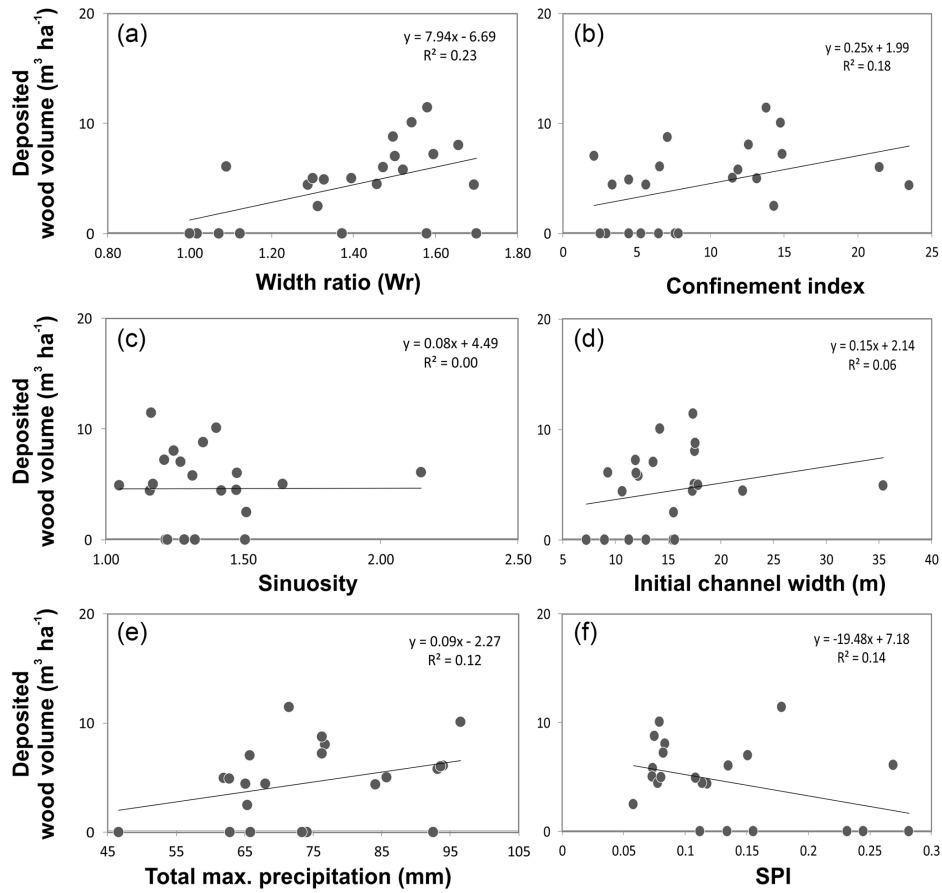 (a)
y = 7.94x - 6.69
R² = 0.23
Deposited
wood volume (m³ ha⁻¹)
20
10
0
0.80 1.00 1.20 1.40 1.60 1.80
Width ratio (Wr)
(b)
y = 0.25x + 1.99
R² = 0.18
20
10
0
0 5 10 15 20 25
Confinement index
(c)
y = 0.08x + 4.49
R² = 0.00
Deposited
wood volume (m³ ha⁻¹)
20
10
0
1.00 1.50 2.00 2.50
Sinuosity
(d)
y = 0.15x + 2.14
R² = 0.06
20
10
0
5 10 15 20 25 30 35 40
Initial channel width (m)
(e)
y = 0.09x - 2.27
R² = 0.12
Deposited
wood volume (m³ ha⁻¹)
20
10
0
45 55 65 75 85 95 105
Total max. precipitation (mm)
(f)
y = -19.48x + 7.18
R² = 0.14
20
10
0
0 0.05 0.1 0.15 0.2 0.25 0.3
SPI